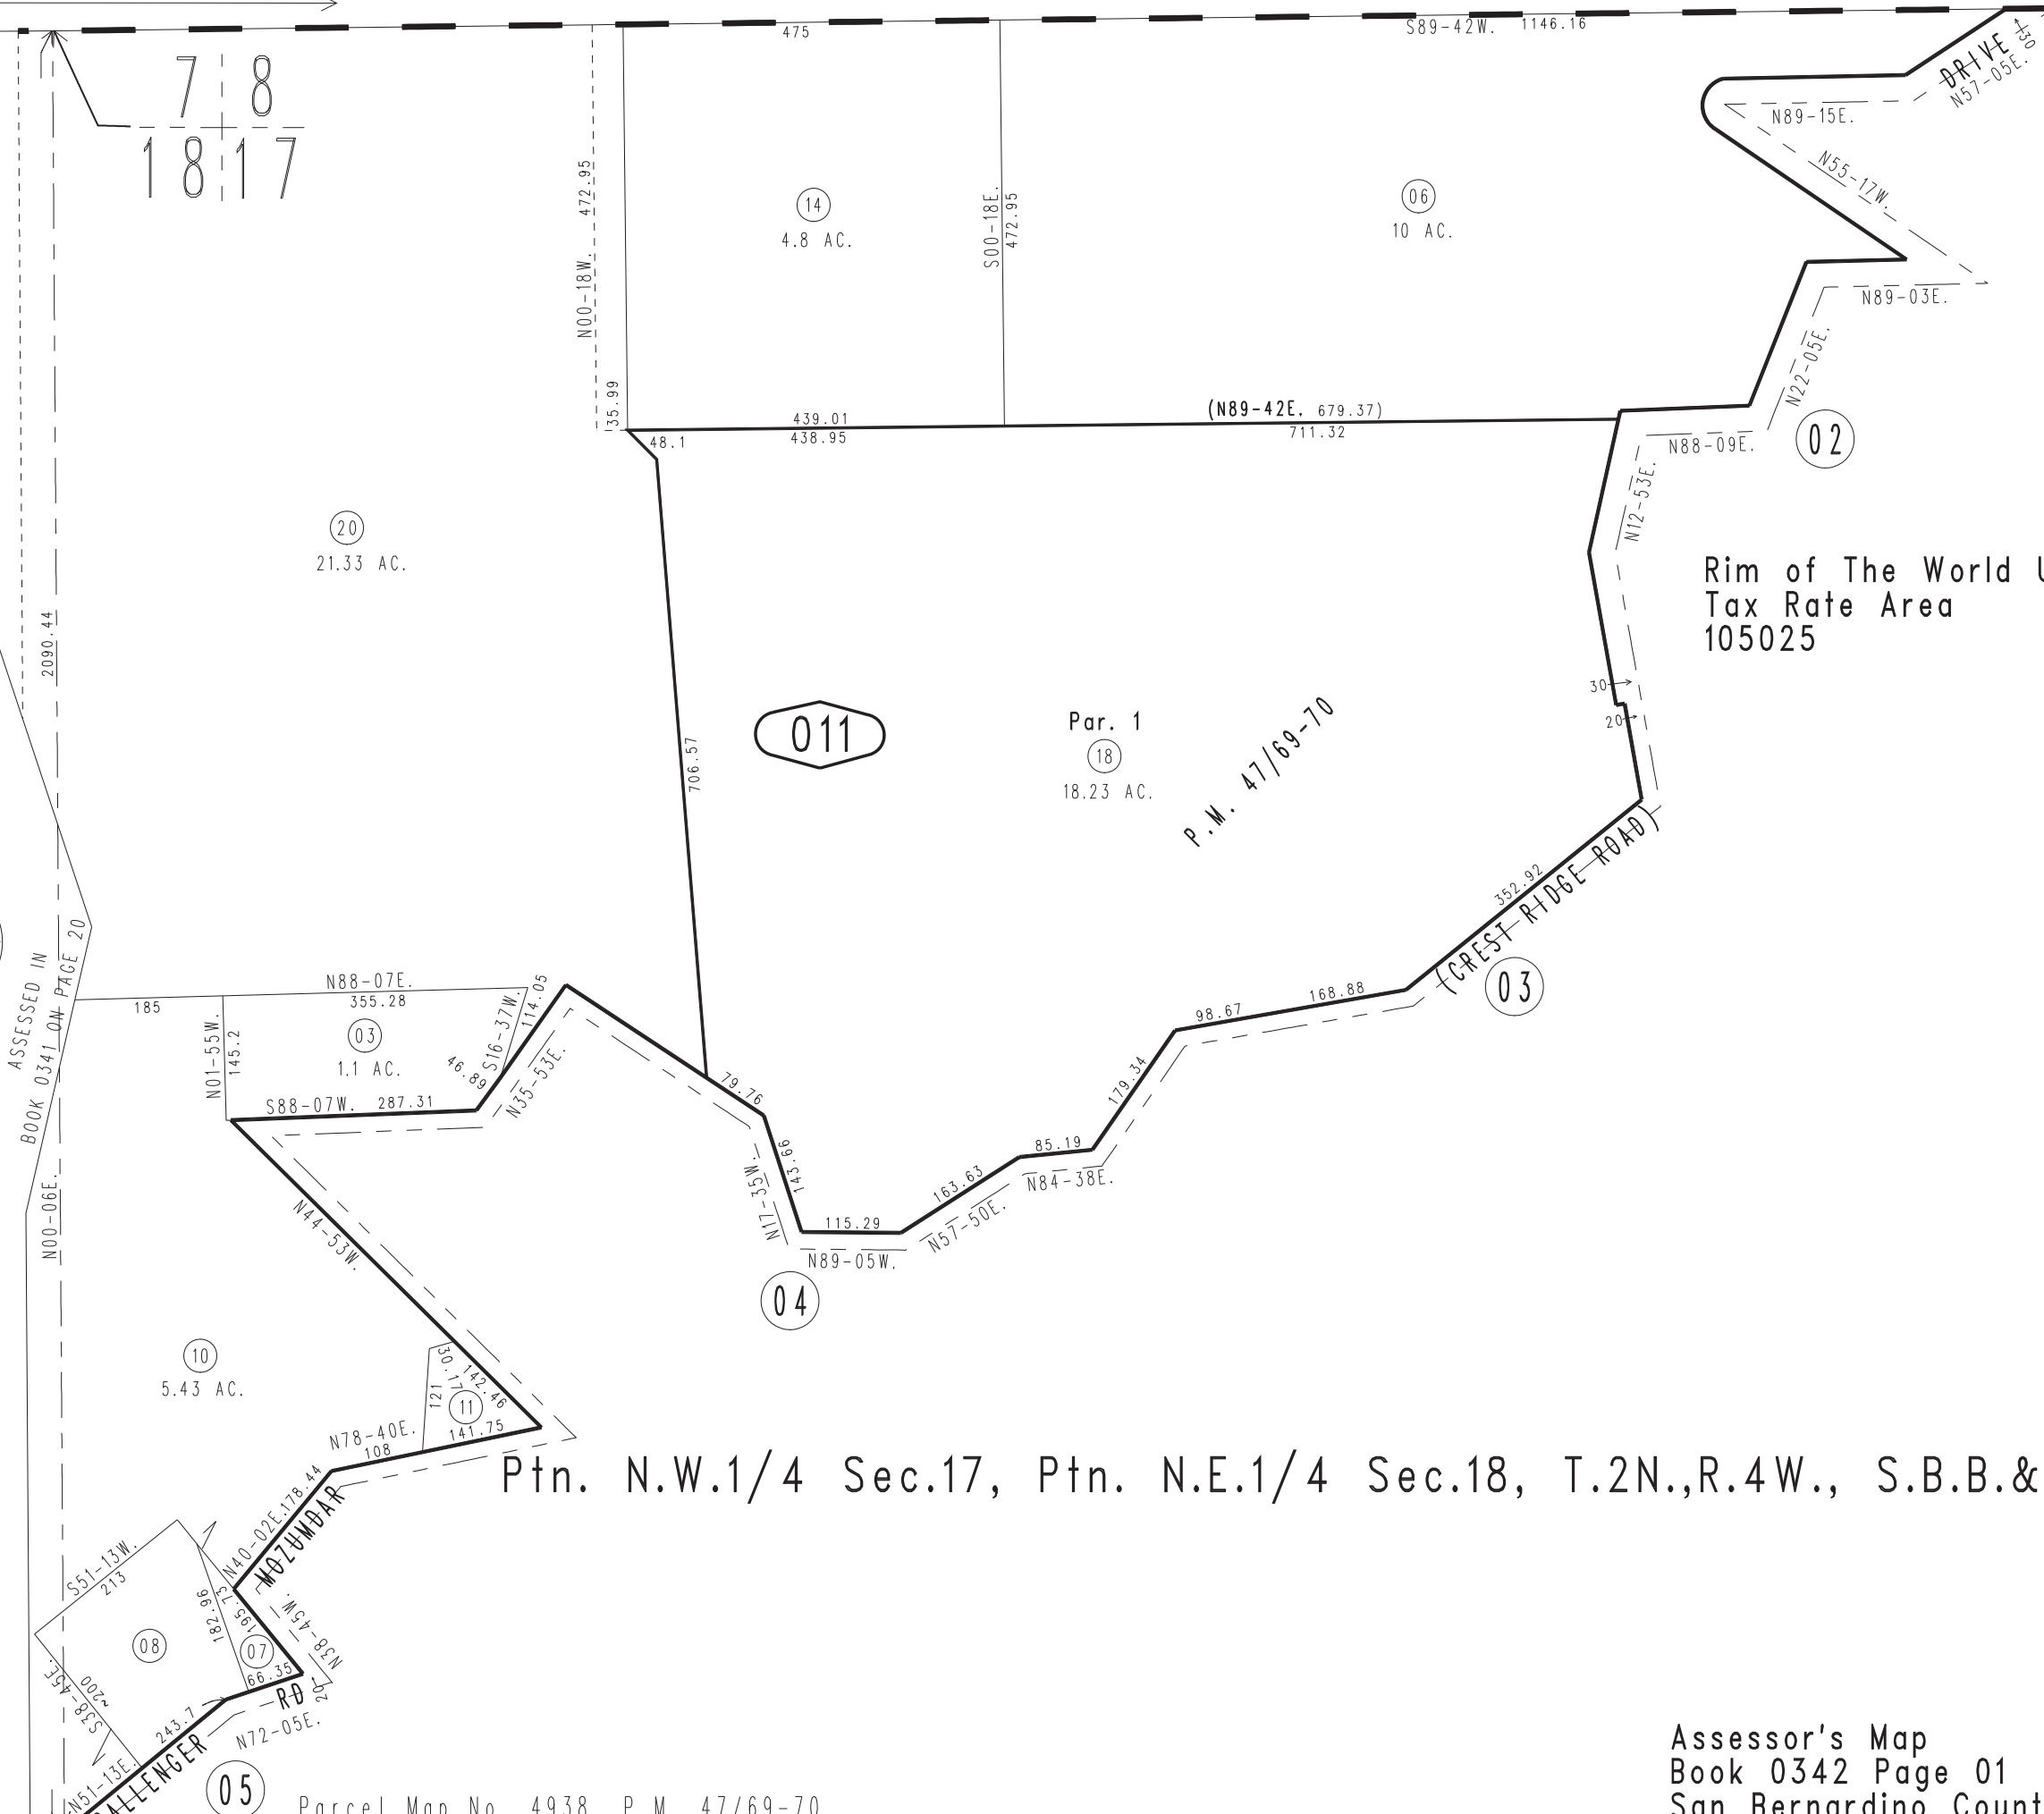 475
S89-42W. 1146.16
DRIVE
N57-05E.
30
7 8
18 17
N89-15E.
N55-17W.
N00-18W. 472.95
14
4.8 AC.
S00-18E.
472.95
06
10 AC.
N89-03E.
N22-05E.
35.99
439.01
(N89-42E. 679.37)
48.1
438.95
711.32
N88-09E.
02
N12-53E.
20
21.33 AC.
Rim of The World
Tax Rate Area
105025
2090.44
30
20
706.57
011
Par. 1
18
18.23 AC.
P.M. 47/69-70
352.92
(CREST RIDGE ROAD)
03
ASSESSED IN
BOOK 0341 ON PAGE 20
185
N88-07E.
355.28
03
1.1 AC.
N01-55W.
145.2
S16-37W.
114.05
46.89
N35-53E.
S88-07W. 287.31
98.67
168.88
79.76
179.34
143.66
N17-35W.
85.19
N84-38E.
163.63
N57-50E.
115.29
N89-05W.
04
N00-06E.
N44-53W.
10
5.43 AC.
30.17
142.46
121
11
141.75
N78-40E.
108
Ptn. N.W.1/4 Sec.17, Ptn. N.E.1/4 Sec.18, T.2N.,R.4W., S.B.B.&
N40-02E.
178.44
MOZUMDAR
S51-13W.
213
182.96
195.73
N38-45W.
08
07
66.35
RD
20
S38-45E.
~200
243.7
N72-05E.
N51-13E.
05
Parcel Map No. 4938, P.M. 47/69-70
Assessor's Map
Book 0342 Page 01
San Bernardino